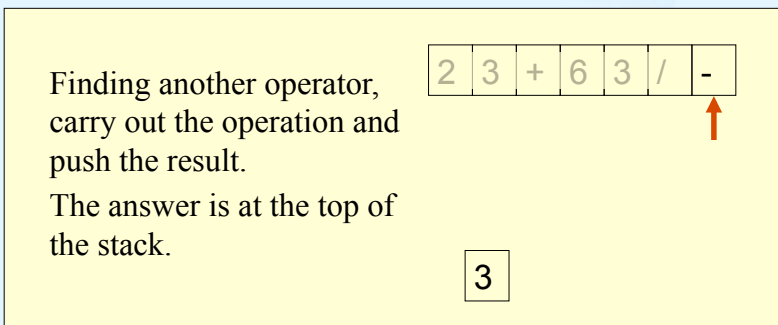 Finding another operator,
carry out the operation and
push the result.
The answer is at the top of
the stack.
2 3 + 6 3 / -
3